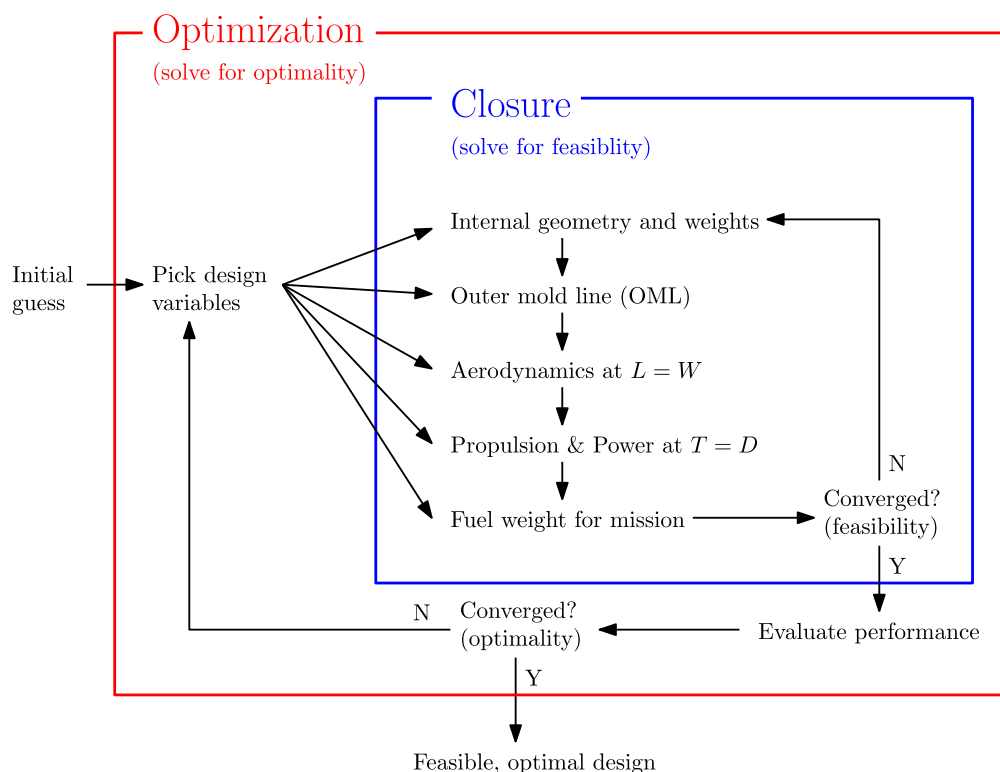 Optimization
(solve for optimality)
Closure
(solve for feasiblity)
Internal geometry and weights
Initial
guess
Pick design
variables
Outer mold line (OML)
Aerodynamics at L = W
Propulsion & Power at T = D
N
Fuel weight for mission
Converged?
(feasibility)
Y
N
Converged?
(optimality)
Evaluate performance
Y
Feasible, optimal design